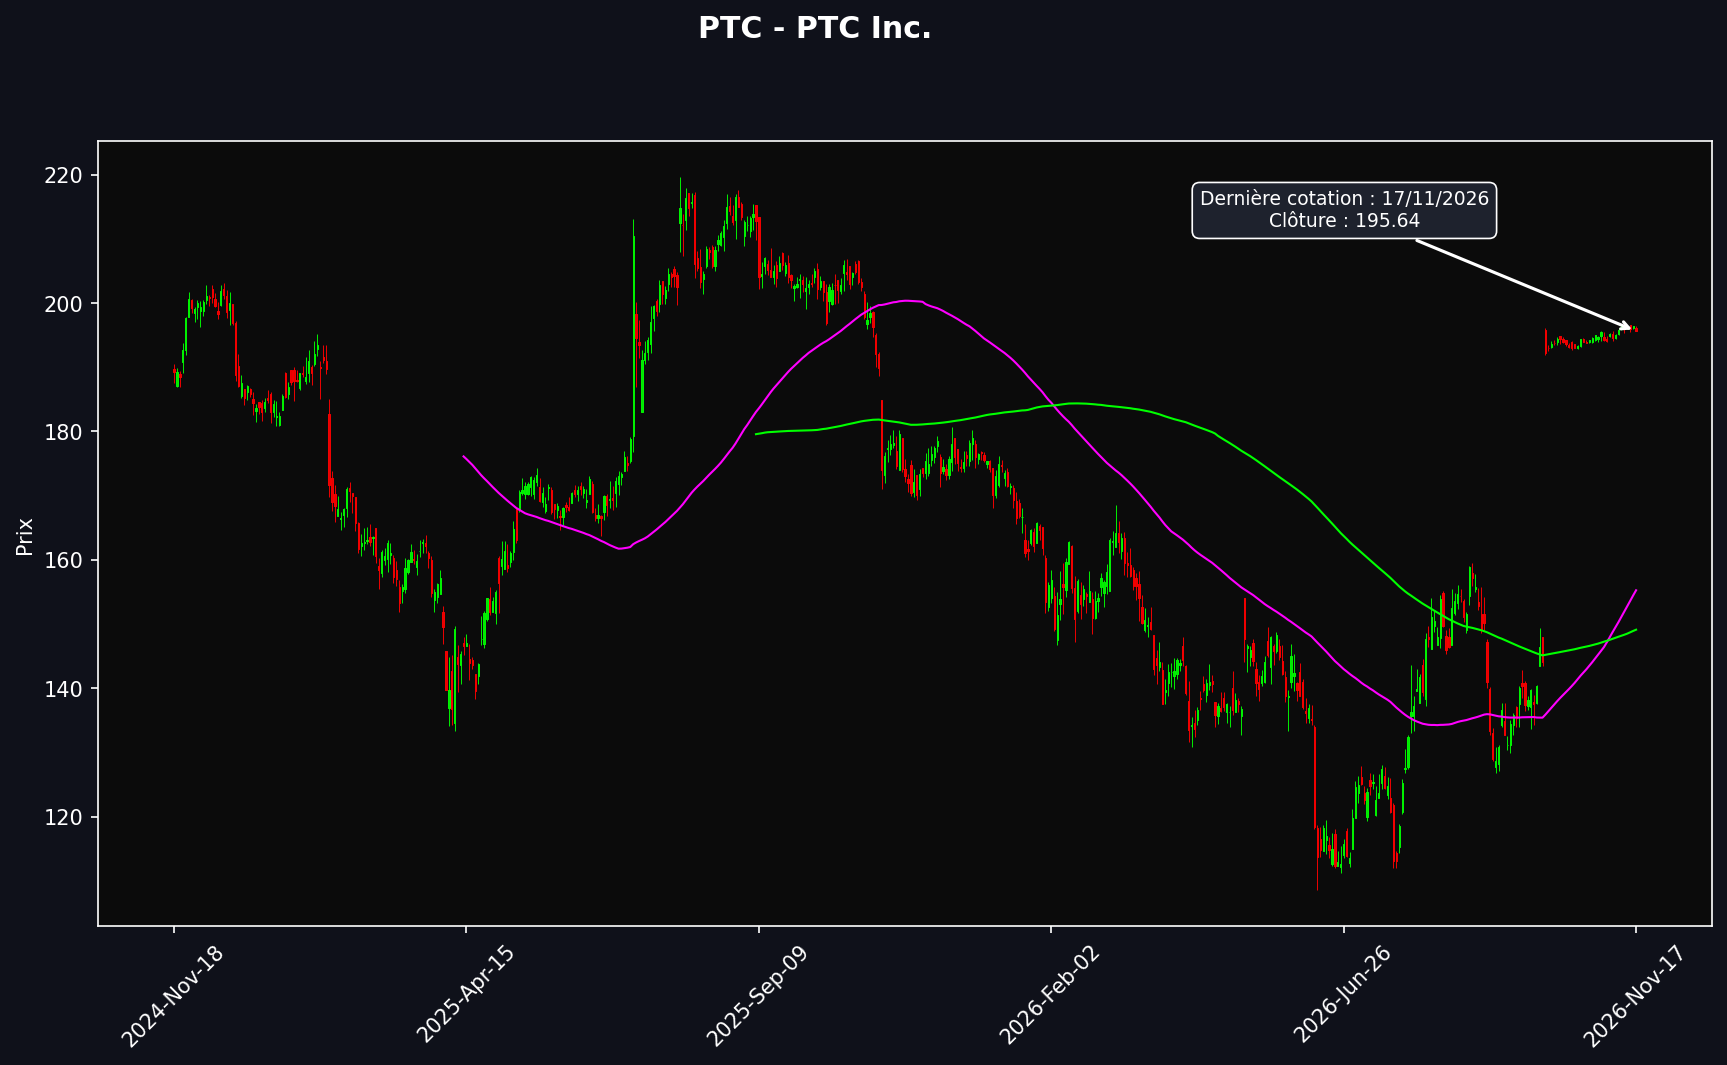 PTC - PTC Inc.
Dernière cotation : 17/11/2026
Clôture : 195.64
Prix
220
200
180
160
140
120
2024-Nov-18
2025-Apr-15
2025-Sep-09
2026-Feb-02
2026-Jun-26
2026-Nov-17